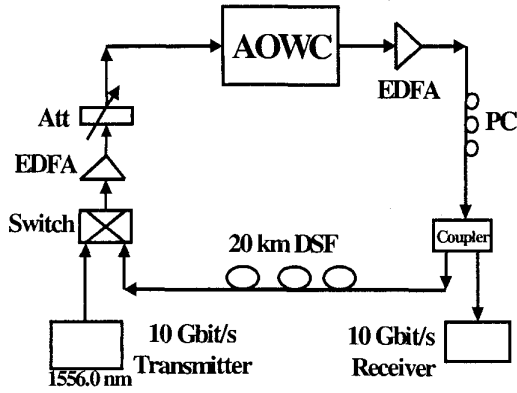 AOWC
EDFA
Att
PC
EDFA
Switch
Coupler
20 km DSF
10 Gbit/s
Transmitter
1556.0 nm
10 Gbit/s
Receiver